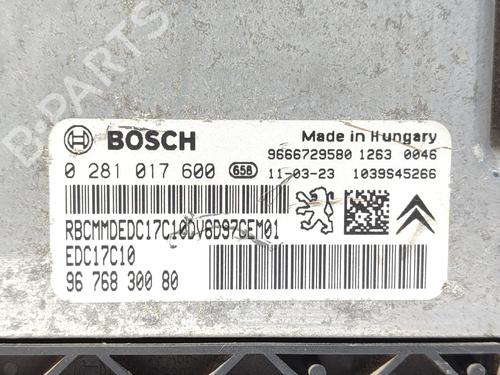 BOSCH
Made in Hungary
9666729580 1263 0046
0 281 017 600 658
11-03-23 1039S45266
RBCMMDEDC17C10DV6D97CEM01
EDC17C10
96 768 300 80
B-PARTS